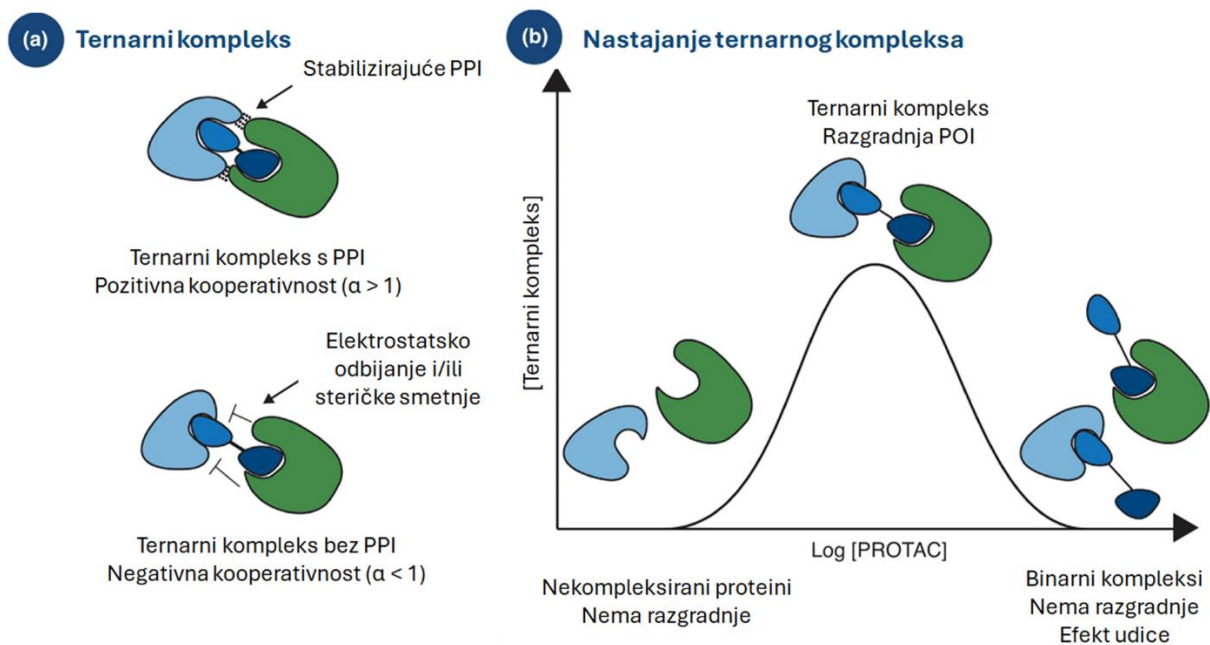 (a) Ternarni kompleks
Stabilizirajuće PPI
Ternarni kompleks s PPI
Pozitivna kooperativnost (α > 1)
Elektrostatsko
odbijanje i/ili
steričke smetnje
Ternarni kompleks bez PPI
Negativna kooperativnost (α < 1)
(b) Nastajanje ternarnog kompleksa
[Ternarni kompleks]
Ternarni kompleks
Razgradnja POI
Log [PROTAC]
Nekompleksirani proteini
Nema razgradnje
Binarni kompleksi
Nema razgradnje
Efekt udice